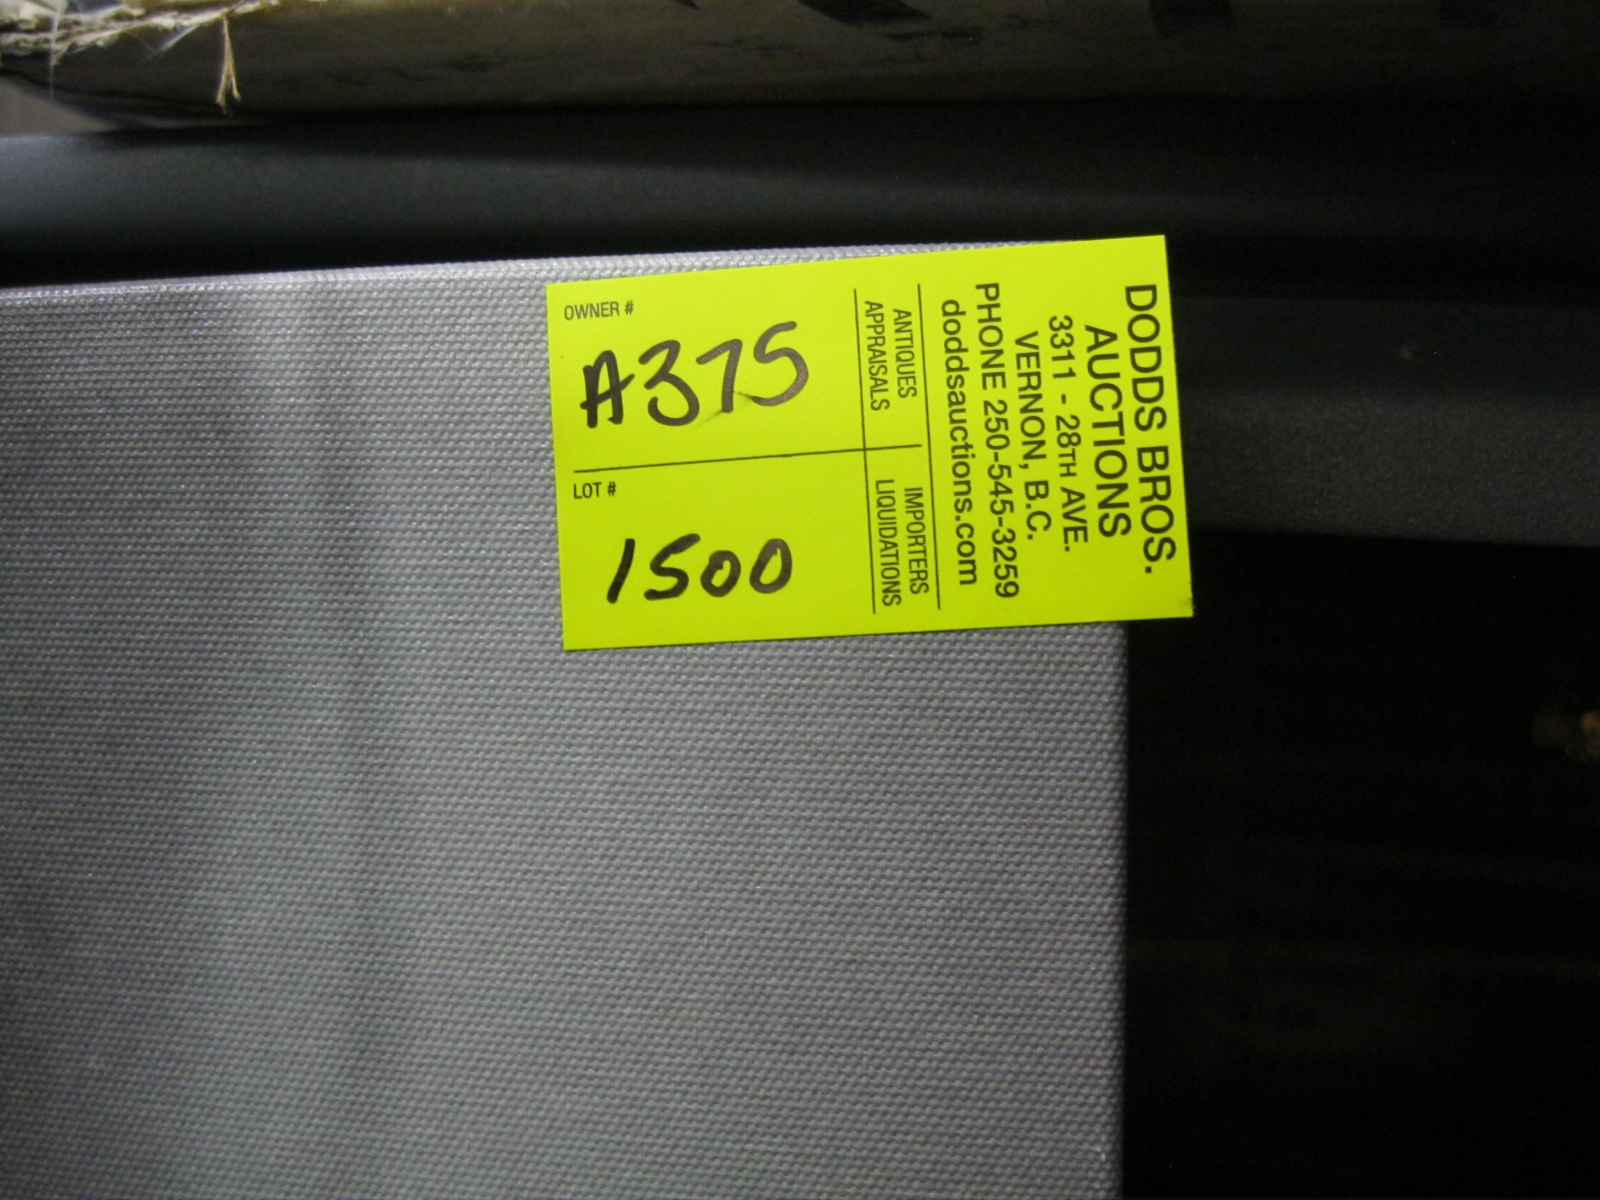 DODDS BROS.
AUCTIONS
3311 - 28TH AVE.
VERNON, B.C.
PHONE 250-545-3259
doddsauctions.com
ANTIQUES
APPRAISALS
IMPORTERS
LIQUIDATIONS
OWNER #
A375
LOT #
1500